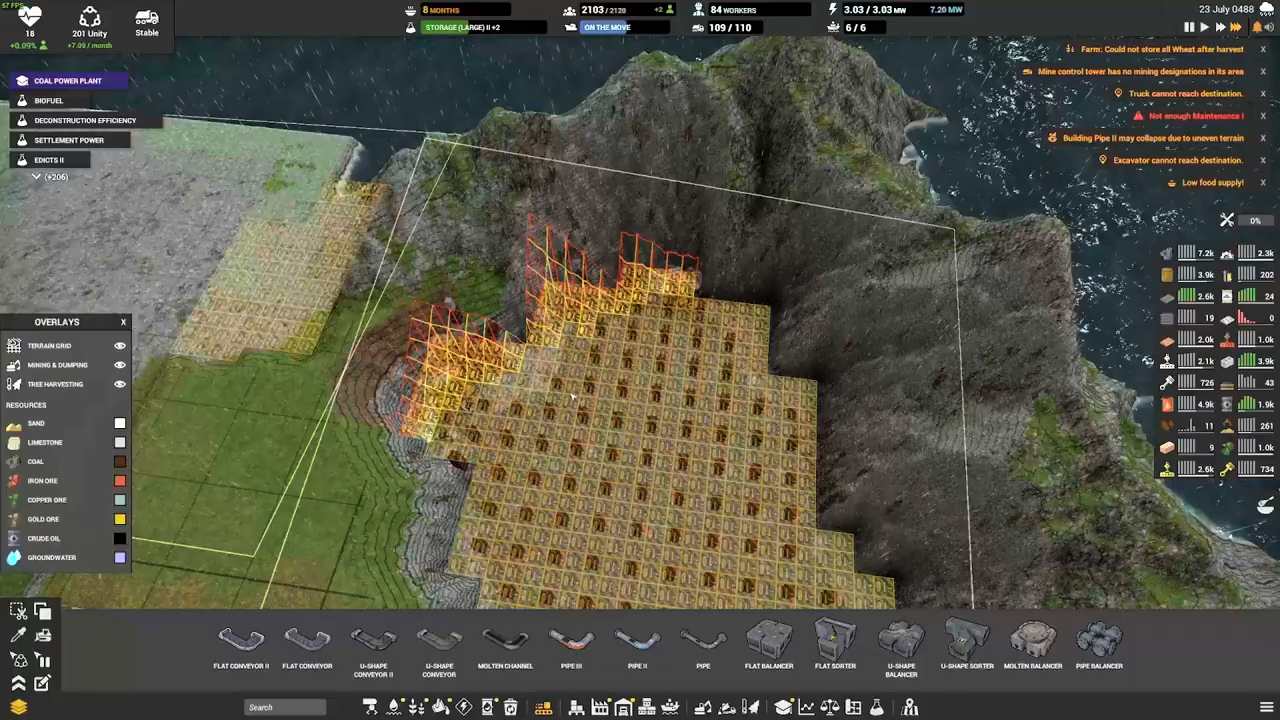 57 FPS
18
+0.09%
201 Unity
+7.09 / month
Stable
8 MONTHS
STORAGE (LARGE) II +2
2103 / 2120
+2
ON THE MOVE
84 WORKERS
109 / 110
3.03 / 3.03 MW
7.20 MW
6 / 6
23 July 0488
COAL POWER PLANT
BIOFUEL
DECONSTRUCTION EFFICIENCY
SETTLEMENT POWER
EDICTS II
(+206)
Farm: Could not store all Wheat after harvest X
Mine control tower has no mining designations in its area X
Truck cannot reach destination. X
Not enough Maintenance I X
Building Pipe II may collapse due to uneven terrain X
Excavator cannot reach destination. X
Low food supply! X
0%
7.2k 2.3k
3.9k 202
2.6k 24
19 0
2.0k 1.0k
2.1k 3.9k
726 43
4.9k 1.9k
11 261
9 1.0k
2.6k 734
OVERLAYS X
TERRAIN GRID
MINING & DUMPING
TREE HARVESTING
RESOURCES
SAND
LIMESTONE
COAL
IRON ORE
COPPER ORE
GOLD ORE
CRUDE OIL
GROUNDWATER
FLAT CONVEYOR II
FLAT CONVEYOR
U-SHAPE CONVEYOR II
U-SHAPE CONVEYOR
MOLTEN CHANNEL
PIPE III
PIPE II
PIPE
FLAT BALANCER
FLAT SORTER
U-SHAPE BALANCER
U-SHAPE SORTER
MOLTEN BALANCER
PIPE BALANCER
Search